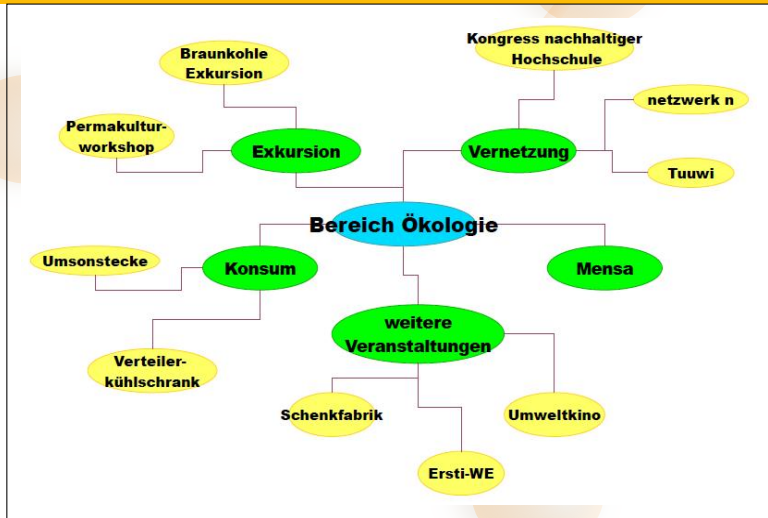 Braunkohle
Exkursion
Kongress nachhaltiger
Hochschule
netzwerk n
Permakultur-
workshop
Exkursion
Vernetzung
Tuuwi
Bereich Ökologie
Umsonstecke
Konsum
Mensa
weitere
Veranstaltungen
Verteiler-
kühlschrank
Schenkfabrik
Umweltkino
Ersti-WE